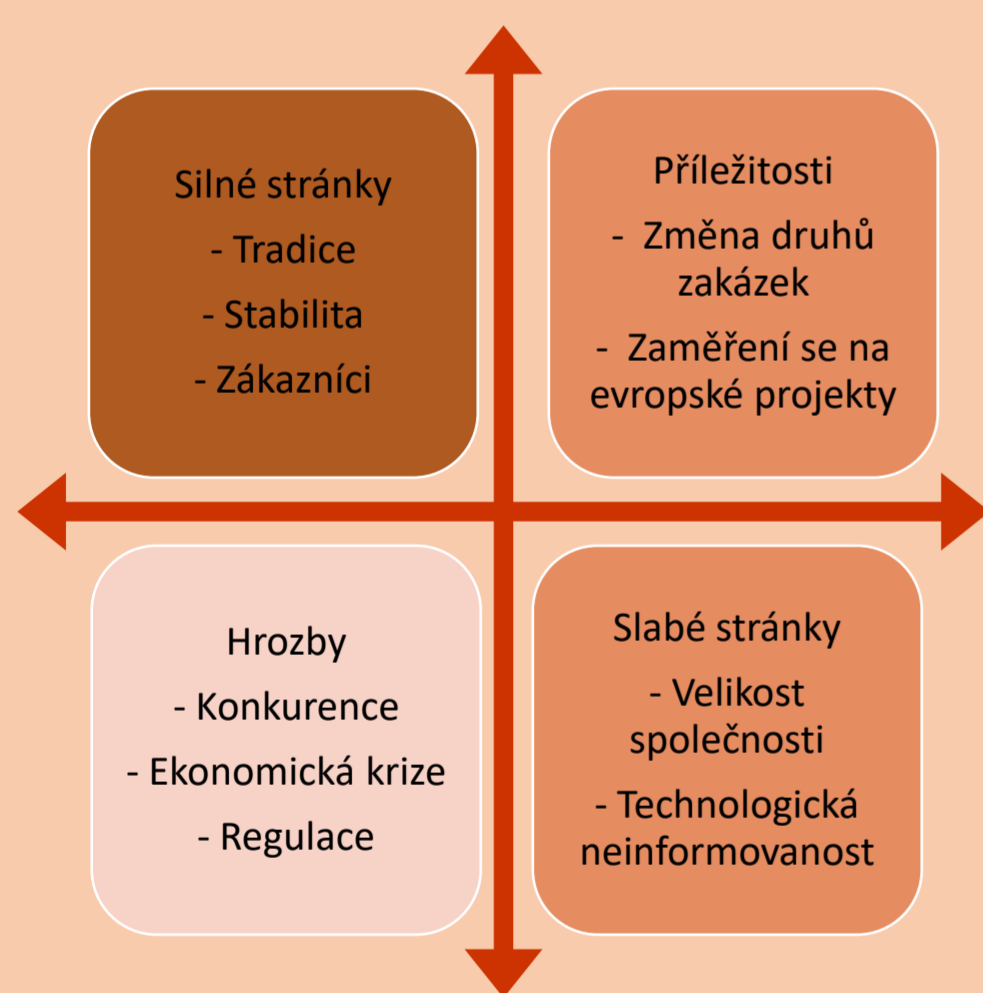 Silné stránky
- Tradice
- Stabilita
- Zákazníci
Příležitosti
- Změna druhů
zakázek
- Zaměření se na
evropské projekty
Hrozby
- Konkurence
- Ekonomická krize
- Regulace
Slabé stránky
- Velikost
společnosti
- Technologická
neinformovanost